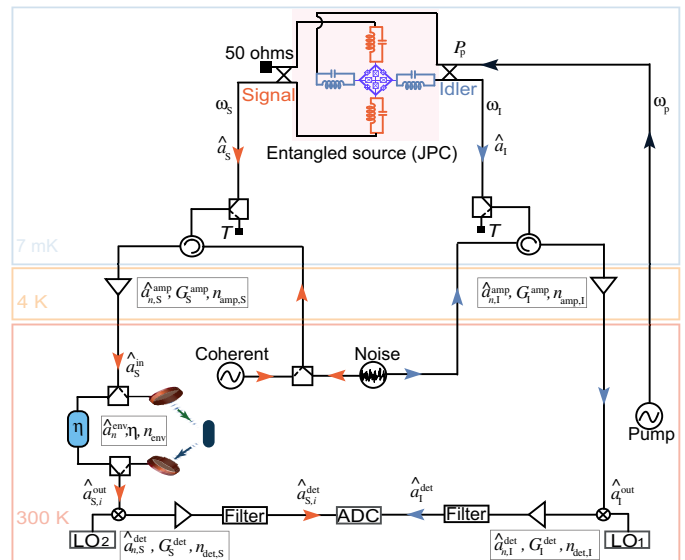 50 ohms
P_p
Signal
Idler
ω_S
ω_I
ω_p
â_S
â_I
Entangled source (JPC)
T
T
7 mK
4 K
â_{n,S}^{amp}, G_S^{amp}, n_{amp,S}
â_{n,I}^{amp}, G_I^{amp}, n_{amp,I}
Coherent
Noise
â_S^{in}
η
â_n^{env}, η, n_{env}
Pump
â_{S,i}^{out}
â_{S,i}^{det}
â_I^{det}
â_I^{out}
300 K
Filter
ADC
Filter
LO2
â_{n,S}^{det}, G_S^{det}, n_{det,S}
â_{n,I}^{det}, G_I^{det}, n_{det,I}
LO1